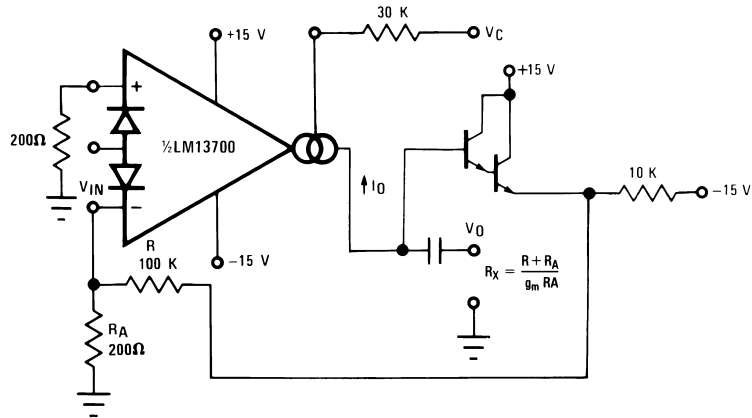 30 K
V_C
+15 V
+15 V
200Ω
+
½LM13700
V_IN
−
I_O
10 K
−15 V
V_O
R
100 K
−15 V
R_X = (R + R_A) / (g_m RA)
R_A
200Ω